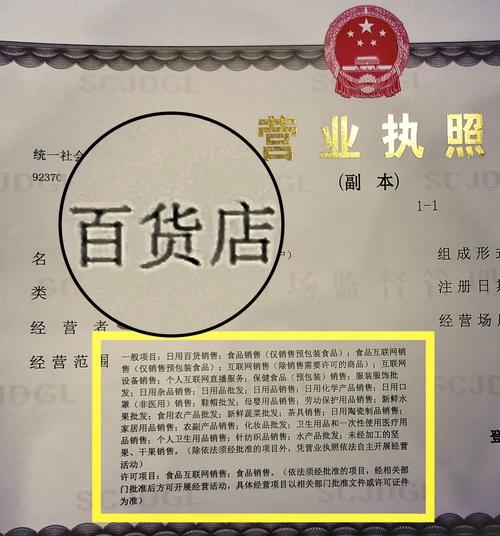 营业执照
(副 本)
1-1
统一社会
92370
百货店
名
组成形式
类
注册日期
经营者
经营场所
经营范围
一般项目：日用百货销售；食品销售（仅销售预包装食品）；食品互联网销
售（仅销售预包装食品）；互联网销售（除销售需要许可的商品）；互联网
设备销售；个人互联网直播服务；保健食品（预包装）销售；服装服饰批
发；日用杂品销售；日用品批发；日用品销售；日用化学产品销售；日用口
罩（非医用）销售；鞋帽批发；母婴用品销售；劳动保护用品销售；新鲜水
果批发；食用农产品批发；新鲜蔬菜批发；茶具销售；日用陶瓷制品销售；
家居用品销售；农副产品销售；化妆品批发；卫生用品和一次性使用医疗用
品销售；个人卫生用品销售；针纺织品销售；水产品批发；未经加工的坚
果、干果销售。（除依法须经批准的项目外，凭营业执照依法自主开展经营
活动）
许可项目：食品互联网销售；食品销售。（依法须经批准的项目，经相关部
门批准后方可开展经营活动，具体经营项目以相关部门批准文件或许可证件
为准）
登
SCJDGL
场监督管